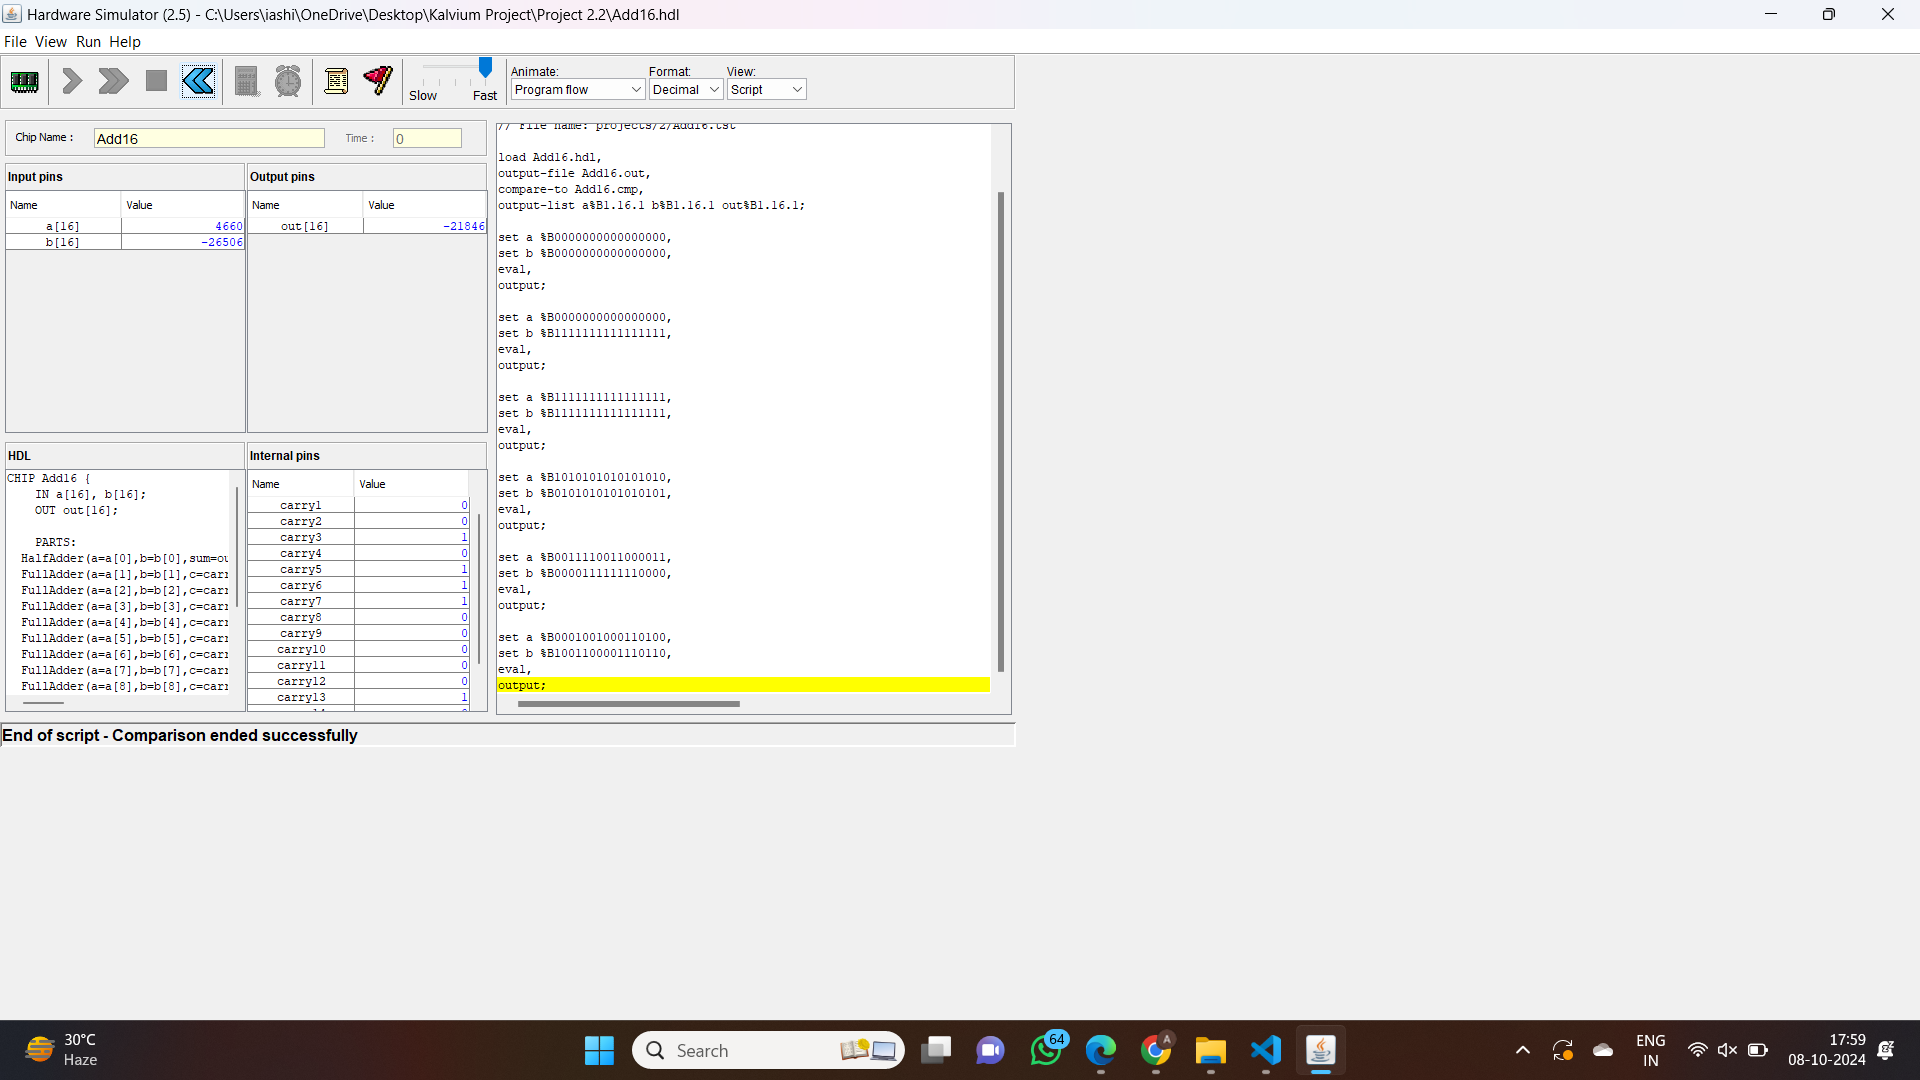 Hardware Simulator (2.5) - C:\Users\iashi\OneDrive\Desktop\Kalvium Project\Project 2.2\Add16.hdl
File View Run Help
Slow Fast
Animate: Format: View:
Program flow Decimal Script
Chip Name : Add16 Time : 0
Input pins
Name Value
a[16] 4660
b[16] -26506
Output pins
Name Value
out[16] -21846
HDL
CHIP Add16 {
IN a[16], b[16];
OUT out[16];
PARTS:
HalfAdder(a=a[0],b=b[0],sum=ou
FullAdder(a=a[1],b=b[1],c=carr
FullAdder(a=a[2],b=b[2],c=carr
FullAdder(a=a[3],b=b[3],c=carr
FullAdder(a=a[4],b=b[4],c=carr
FullAdder(a=a[5],b=b[5],c=carr
FullAdder(a=a[6],b=b[6],c=carr
FullAdder(a=a[7],b=b[7],c=carr
FullAdder(a=a[8],b=b[8],c=carr
Internal pins
Name Value
carry1 0
carry2 0
carry3 1
carry4 0
carry5 1
carry6 1
carry7 1
carry8 0
carry9 0
carry10 0
carry11 0
carry12 0
carry13 1
// File name: projects/2/Add16.tst
load Add16.hdl,
output-file Add16.out,
compare-to Add16.cmp,
output-list a%B1.16.1 b%B1.16.1 out%B1.16.1;
set a %B0000000000000000,
set b %B0000000000000000,
eval,
output;
set a %B0000000000000000,
set b %B1111111111111111,
eval,
output;
set a %B1111111111111111,
set b %B1111111111111111,
eval,
output;
set a %B1010101010101010,
set b %B0101010101010101,
eval,
output;
set a %B0011110011000011,
set b %B0000111111110000,
eval,
output;
set a %B0001001000110100,
set b %B1001100001110110,
eval,
output;
End of script - Comparison ended successfully
30°C
Haze
Search
64
A
ENG
IN
17:59
08-10-2024